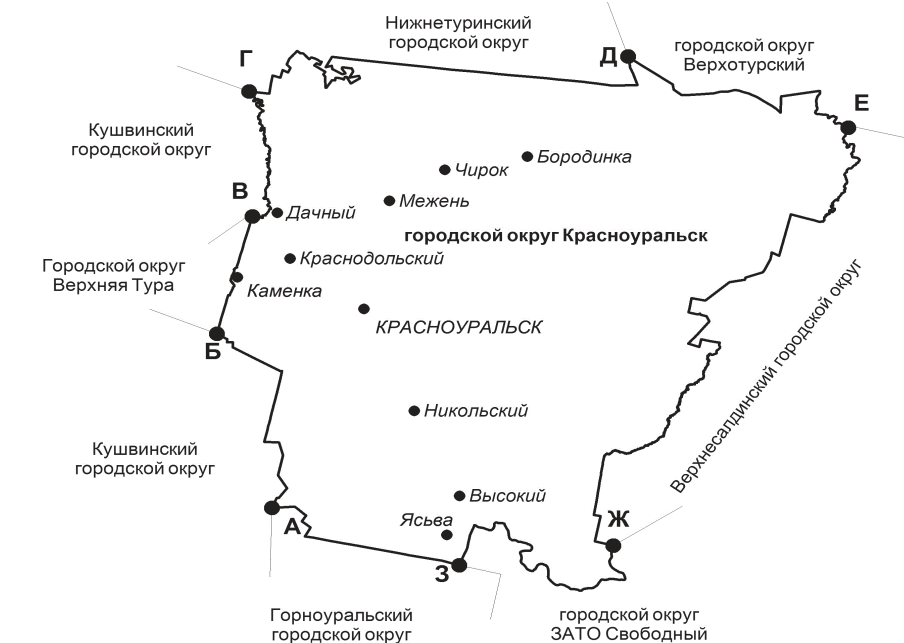 Нижнетуринский
городской округ
Д
городской округ
Верхотурский
Г
Е
Кушвинский
городской округ
Бородинка
Чирок
В
Межень
Дачный
городской округ Красноуральск
Краснодольский
Городской округ
Верхняя Тура
Каменка
КРАСНОУРАЛЬСК
Б
Верхнесалдинский городской округ
Никольский
Кушвинский
городской округ
Высокий
Ясьва
А
Ж
З
Горноуральский
городской округ
городской округ
ЗАТО Свободный